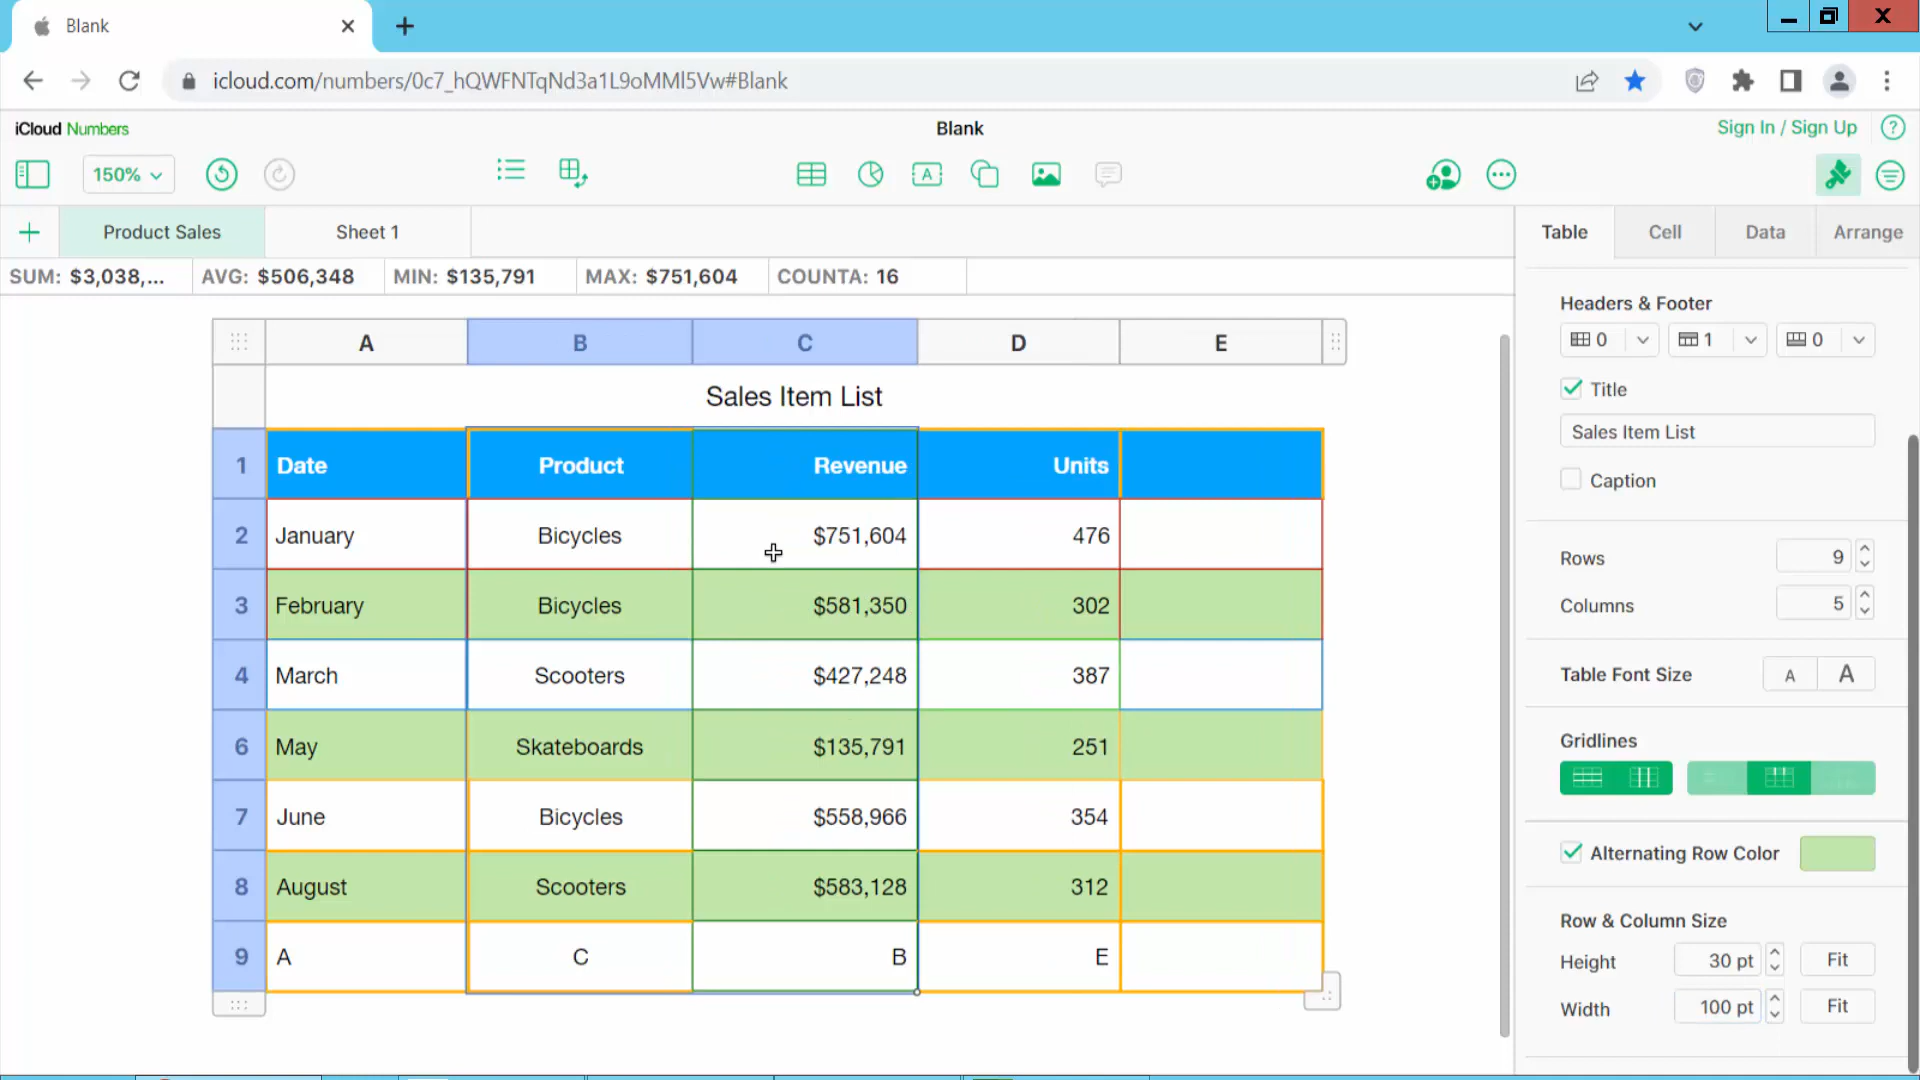 Blank
icloud.com/numbers/0c7_hQWFNTqNd3a1L9oMMl5Vw#Blank
iCloud Numbers
Blank
Sign In / Sign Up
150%
Product Sales
Sheet 1
Table
Cell
Data
Arrange
SUM: $3,038,...
AVG: $506,348
MIN: $135,791
MAX: $751,604
COUNTA: 16
A B C D E
Sales Item List
1 Date Product Revenue Units
2 January Bicycles $751,604 476
3 February Bicycles $581,350 302
4 March Scooters $427,248 387
6 May Skateboards $135,791 251
7 June Bicycles $558,966 354
8 August Scooters $583,128 312
9 A C B E
Headers & Footer
0 1 0
Title
Sales Item List
Caption
Rows 9
Columns 5
Table Font Size A A
Gridlines
Alternating Row Color
Row & Column Size
Height 30 pt Fit
Width 100 pt Fit